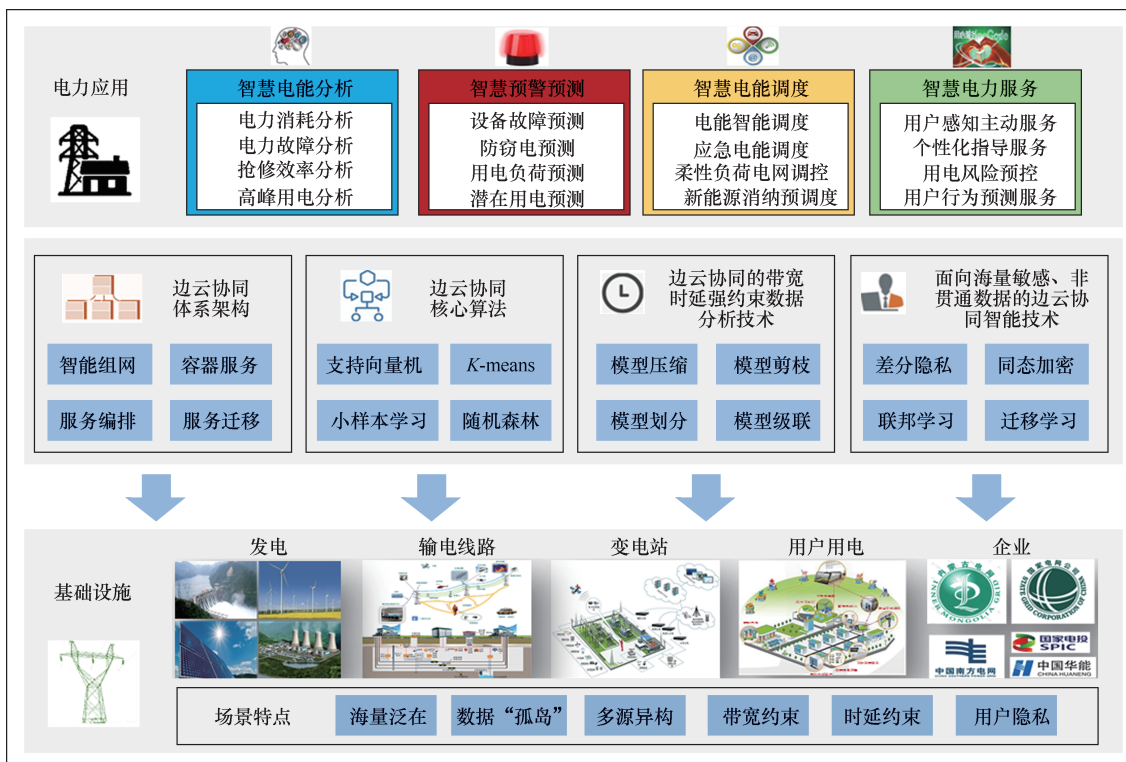 电力应用
智慧电能分析
电力消耗分析
电力故障分析
抢修效率分析
高峰用电分析
智慧预警预测
设备故障预测
防窃电预测
用电负荷预测
潜在用电预测
智慧电能调度
电能智能调度
应急电能调度
柔性负荷电网调控
新能源消纳预调度
智慧电力服务
用户感知主动服务
个性化指导服务
用电风险预控
用户行为预测服务
边云协同
体系架构
智能组网
容器服务
服务编排
服务迁移
边云协同
核心算法
支持向量机
K-means
小样本学习
随机森林
边云协同的带宽
时延强约束数据
分析技术
模型压缩
模型剪枝
模型划分
模型级联
面向海量敏感、非
贯通数据的边云协
同智能技术
差分隐私
同态加密
联邦学习
迁移学习
基础设施
发电
输电线路
变电站
用户用电
企业
INNER MONGOLIA GRID
STATE GRID CORPORATION OF CHINA
中国南方电网
国家电投
SPIC
中国华能
CHINA HUANENG
场景特点
海量泛在
数据“孤岛”
多源异构
带宽约束
时延约束
用户隐私